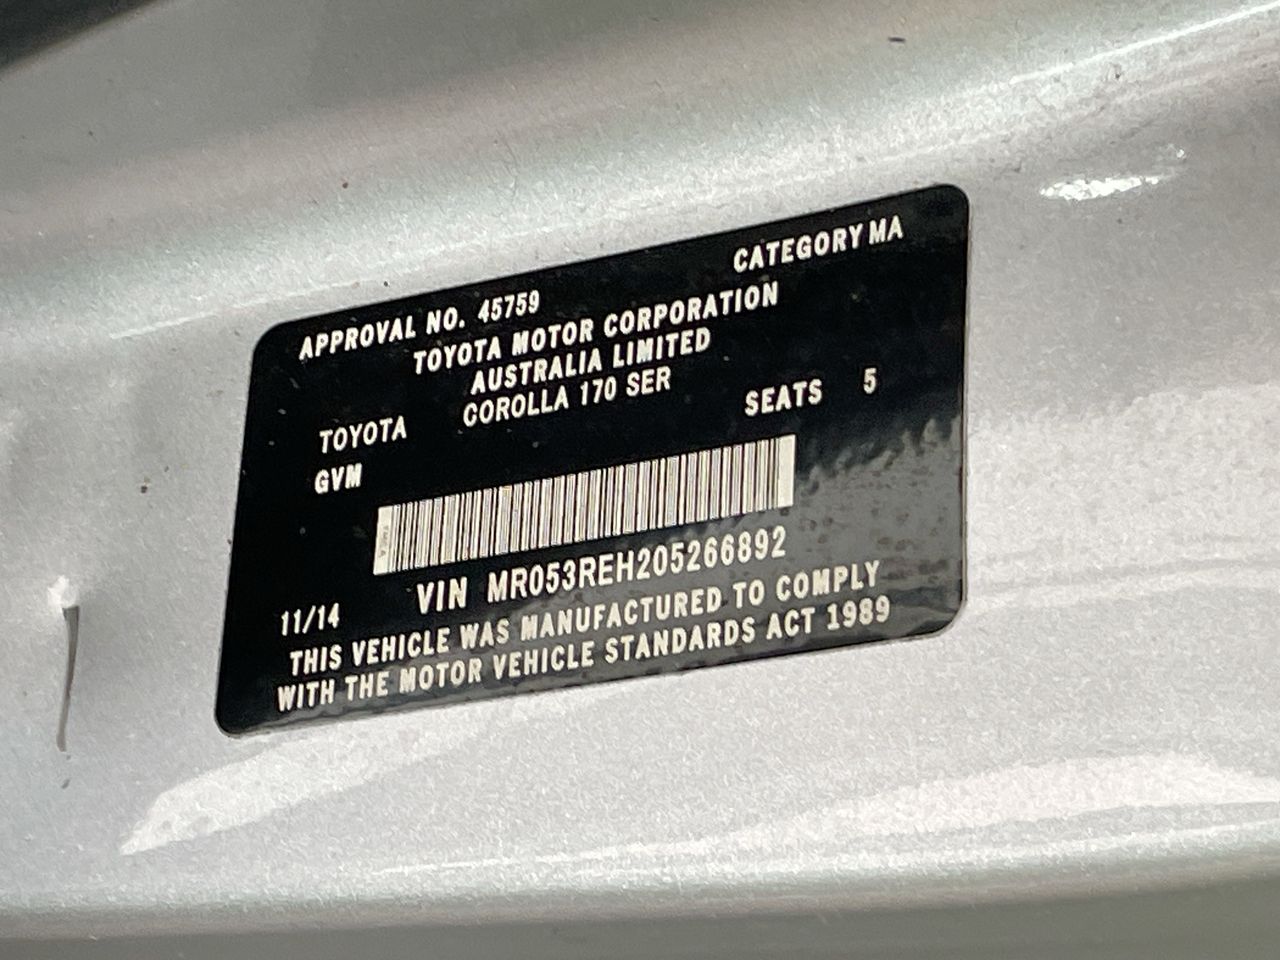 APPROVAL NO. 45759 CATEGORY MA
TOYOTA MOTOR CORPORATION
AUSTRALIA LIMITED
TOYOTA COROLLA 170 SER SEATS 5
GVM
11/14 VIN MR053REH205266892
THIS VEHICLE WAS MANUFACTURED TO COMPLY
WITH THE MOTOR VEHICLE STANDARDS ACT 1989